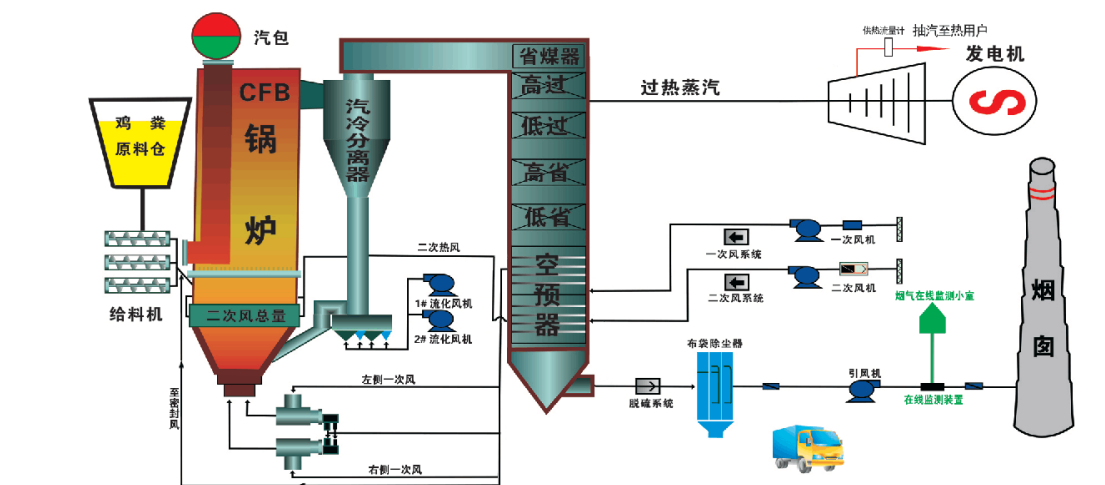 汽包
CFB
锅
炉
鸡 粪
原料仓
给料机
二次风总量
汽冷分离器
省煤器
高过
低过
高省
低省
空
预
器
过热蒸汽
供热流量计
抽汽至热用户
发电机
S
一次风系统
一次风机
二次风系统
二次风机
二次热风
1# 流化风机
2# 流化风机
左侧一次风
右侧一次风
至密封风
脱硫系统
布袋除尘器
引风机
烟气在线监测小室
在线监测装置
烟
囱